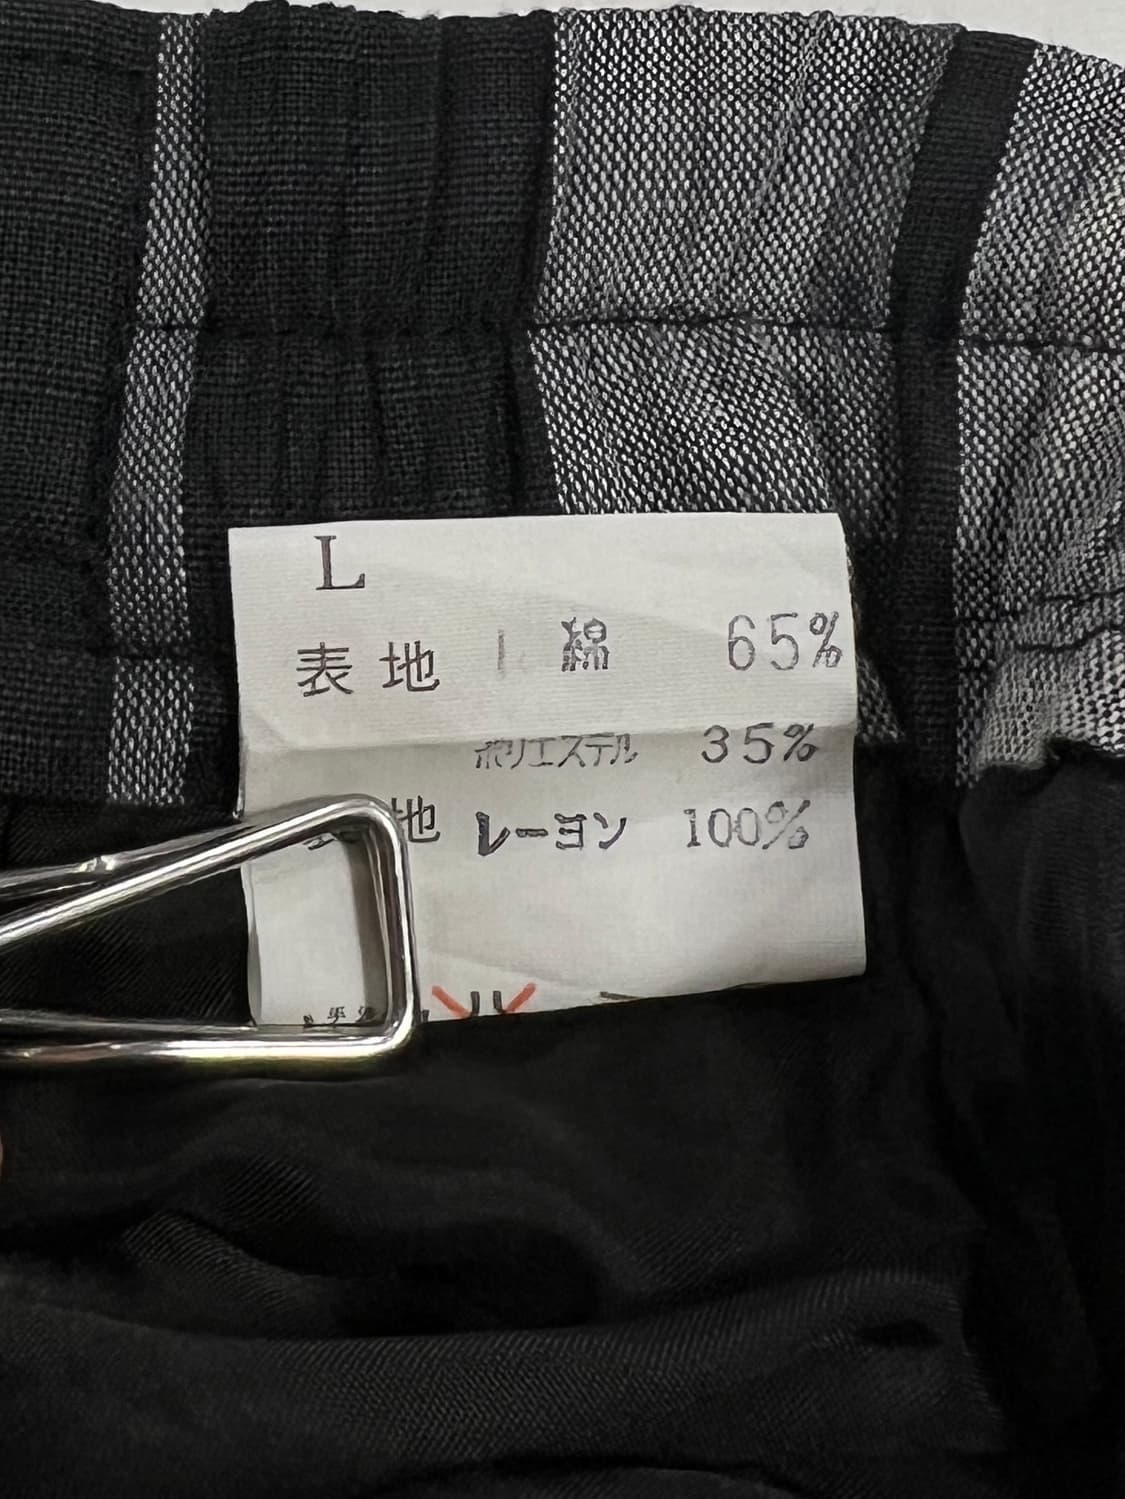 L
表地 綿 65%
ポリエステル 35%
地 レーヨン 100%